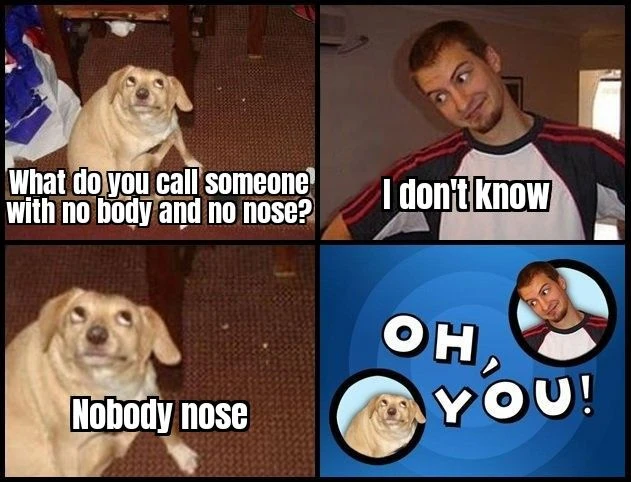 What do you call someone
with no body and no nose?
I don't know
Nobody nose
OH,
YOU!